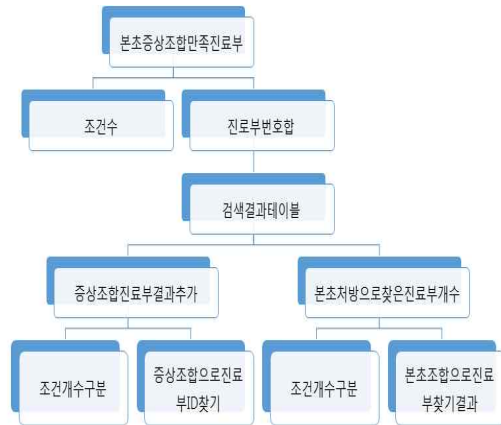 본초증상조합만족진료부
조건수
진로부번호합
검색결과테이블
증상조합진료부결과추가
본초처방으로찾은진료부개수
조건개수구분
증상조합으로진료
부ID찾기
조건개수구분
본초조합으로진료
부찾기결과